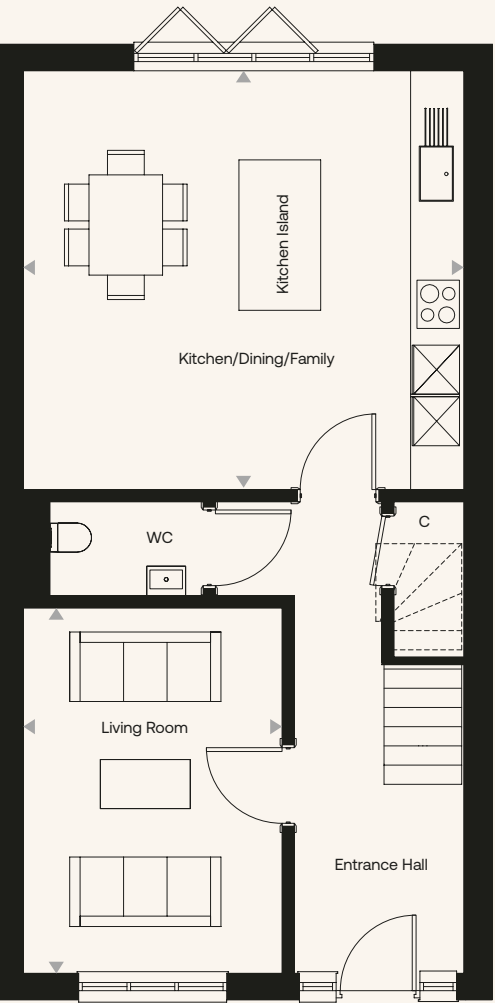 Kitchen Island
Kitchen/Dining/Family
WC
C
Living Room
Entrance Hall